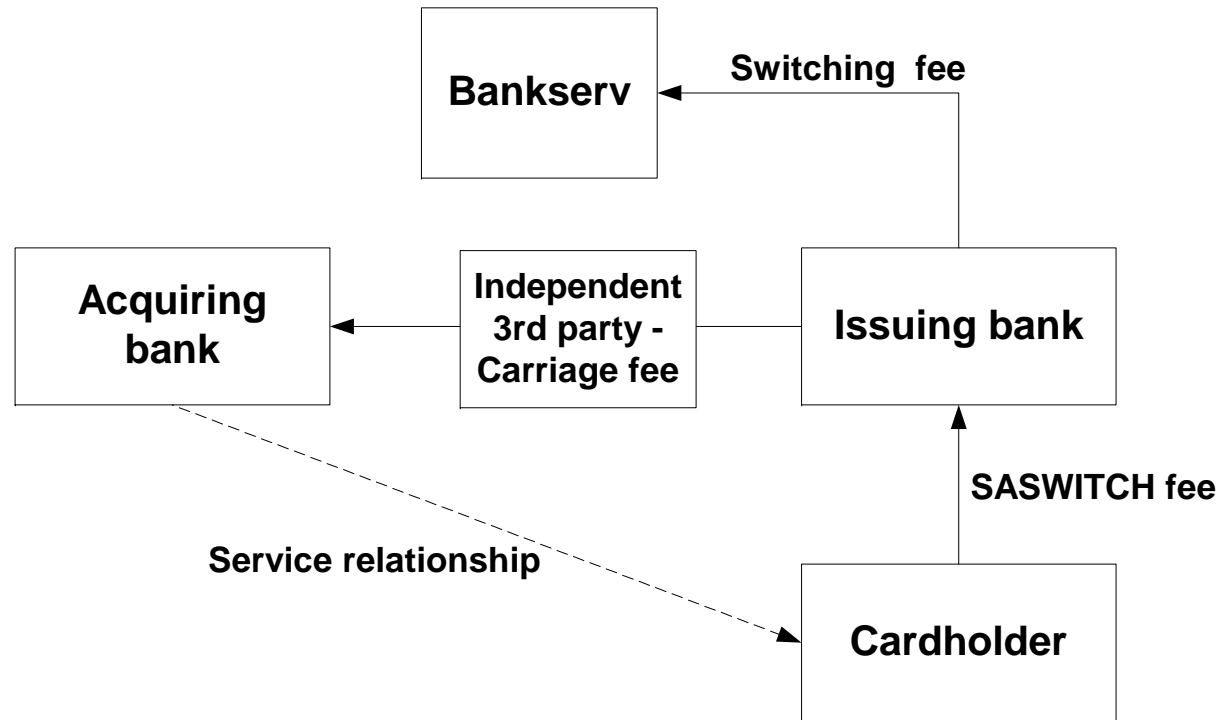 Switching fee
Bankserv
Acquiring
bank
Independent
3rd party -
Carriage fee
Issuing bank
SASWITCH fee
Service relationship
Cardholder